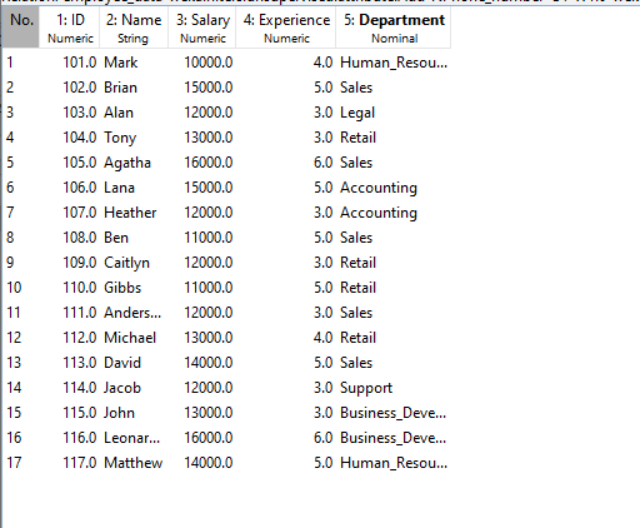 No. 1: ID 2: Name 3: Salary 4: Experience 5: Department
Numeric String Numeric Numeric Nominal
1 101.0 Mark 10000.0 4.0 Human_Resou...
2 102.0 Brian 15000.0 5.0 Sales
3 103.0 Alan 12000.0 3.0 Legal
4 104.0 Tony 13000.0 3.0 Retail
5 105.0 Agatha 16000.0 6.0 Sales
6 106.0 Lana 15000.0 5.0 Accounting
7 107.0 Heather 12000.0 3.0 Accounting
8 108.0 Ben 11000.0 5.0 Sales
9 109.0 Caitlyn 12000.0 3.0 Retail
10 110.0 Gibbs 11000.0 5.0 Retail
11 111.0 Anders... 12000.0 3.0 Sales
12 112.0 Michael 13000.0 4.0 Retail
13 113.0 David 14000.0 5.0 Sales
14 114.0 Jacob 12000.0 3.0 Support
15 115.0 John 13000.0 3.0 Business_Deve...
16 116.0 Leonar... 16000.0 6.0 Business_Deve...
17 117.0 Matthew 14000.0 5.0 Human_Resou...